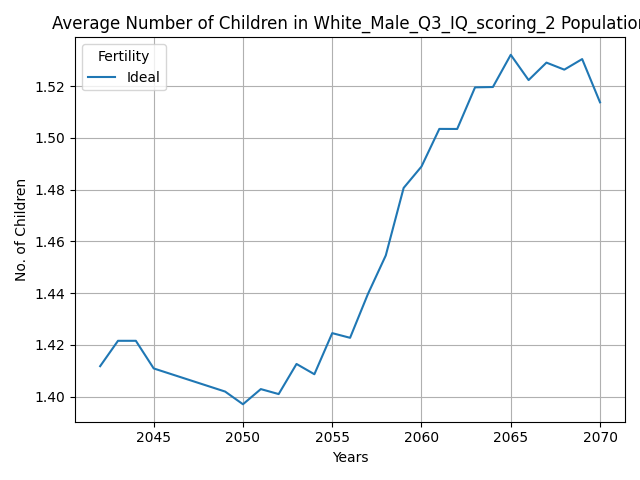 Average Number of Children in White_Male_Q3_IQ_scoring_2 Population
Fertility
Ideal
No. of Children
1.52
1.50
1.48
1.46
1.44
1.42
1.40
2045 2050 2055 2060 2065 2070
Years